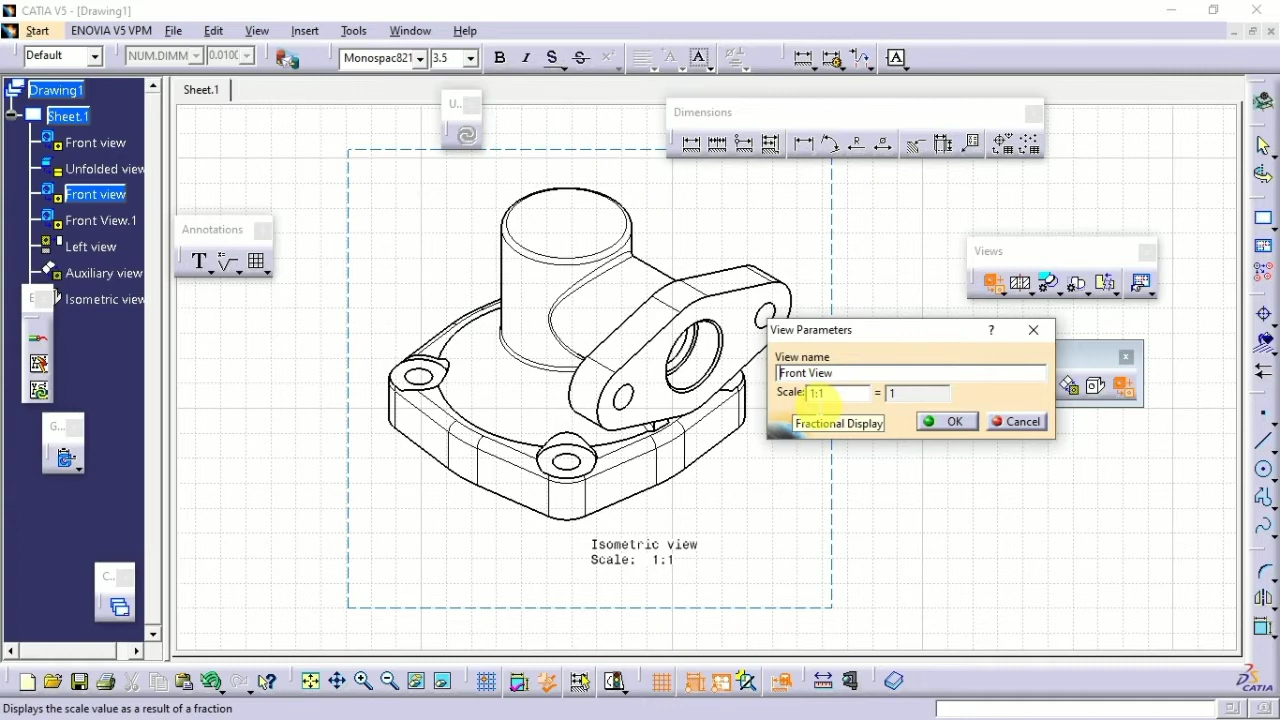 CATIA V5 - [Drawing1]
Start ENOVIA V5 VPM File Edit View Insert Tools Window Help
Default NUM.DIMM 0.0100 Monospac821 3.5 B I S S
Drawing1
Sheet.1
Front view
Unfolded view
Front view
Front View.1
Left view
Auxiliary view
Isometric view
Sheet.1
U..
Dimensions
Annotations
T
Views
E
G...
C...
View Parameters ? 
View name
Front View
Scale: 1:1 = 1
Fractional Display
OK Cancel
Isometric view
Scale: 1:1
CATIA
Displays the scale value as a result of a fraction